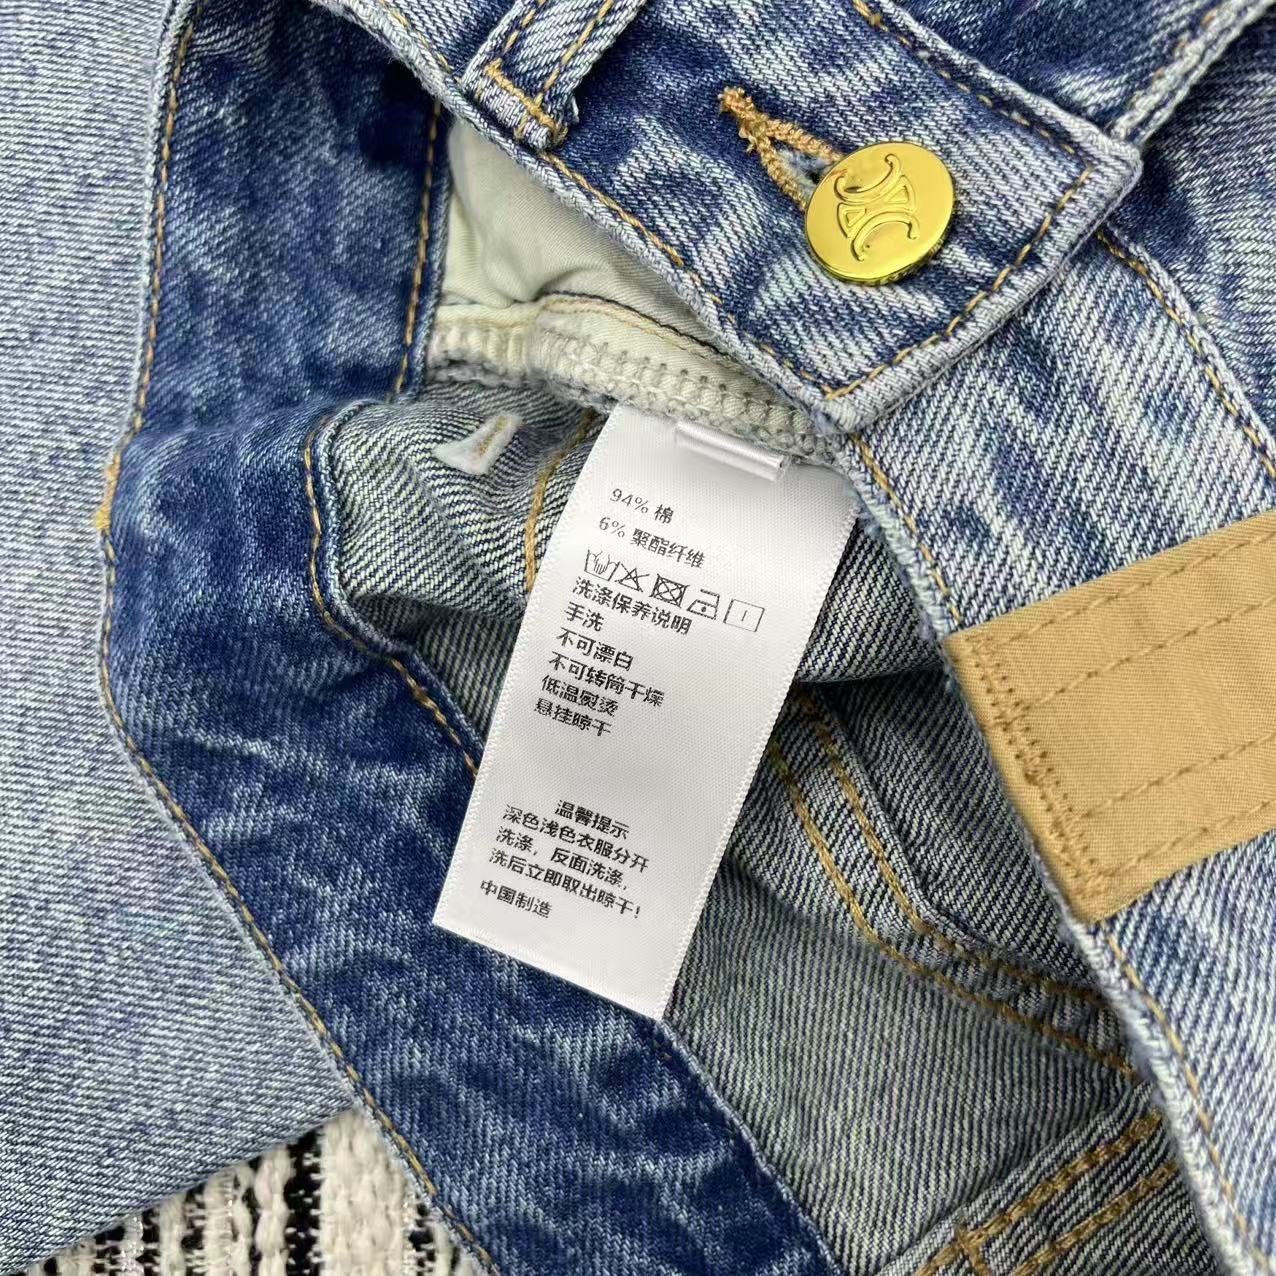 94% 棉
6% 聚酯纤维
洗涤保养说明
手洗
不可漂白
不可转筒干燥
低温熨烫
悬挂晾干
温馨提示
深色浅色衣服分开
洗涤，反面洗涤，
洗后立即取出晾干！
中国制造